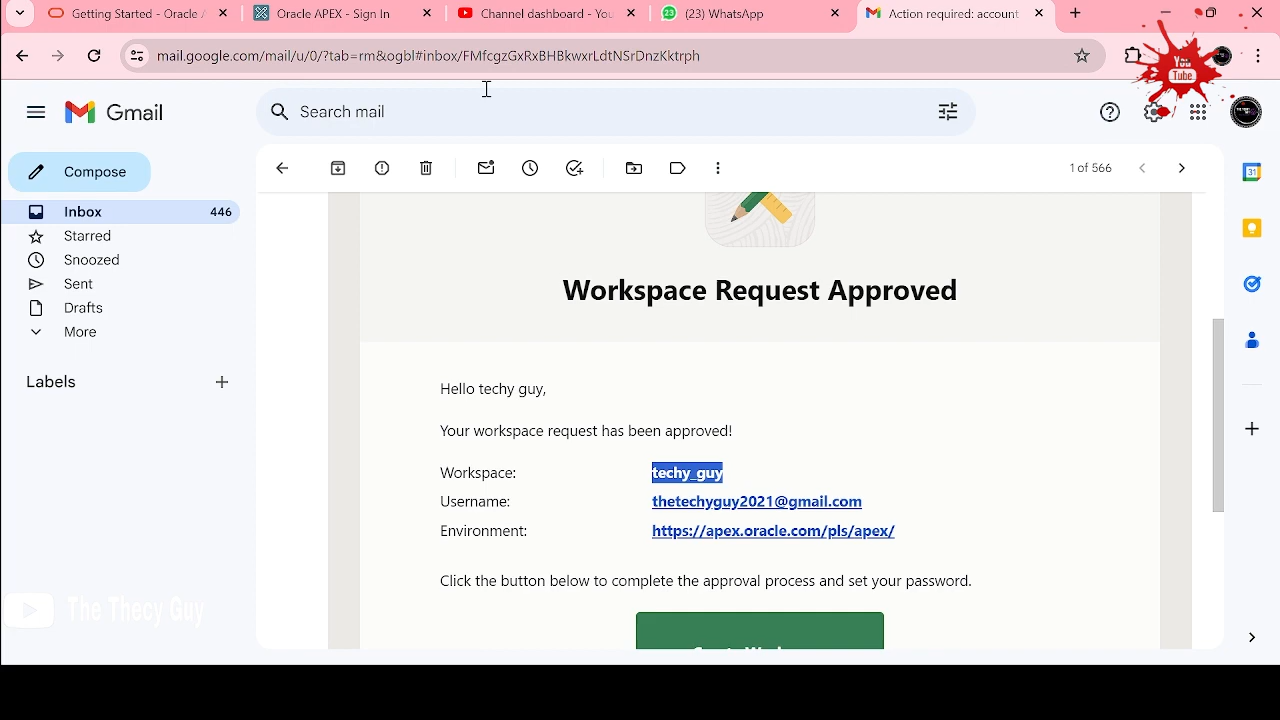 Getting Started - Oracle A
Oracle APEX - Sign In
Channel dashboard - You
(23) WhatsApp
Action required: account
mail.google.com/mail/u/0/?tab=rm&ogbl#inbox/FMfcgzGxRxBHBkwxrLdtNSrDnzKktrph
You
Tube
Gmail
Search mail
Compose
1 of 566
Inbox 446
Starred
Snoozed
Sent
Drafts
More
Labels
31
Workspace Request Approved
Hello techy guy,
Your workspace request has been approved!
Workspace: techy_guy
Username: thetechyguy2021@gmail.com
Environment: https://apex.oracle.com/pls/apex/
Click the button below to complete the approval process and set your password.
The Thecy Guy